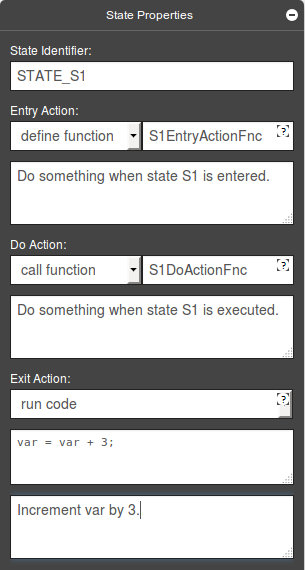 State Properties
State Identifier:
STATE_S1
Entry Action:
define function S1EntryActionFnc [?]
Do something when state S1 is entered.
Do Action:
call function S1DoActionFnc [?]
Do something when state S1 is executed.
Exit Action:
run code [?]
var = var + 3;
Increment var by 3.